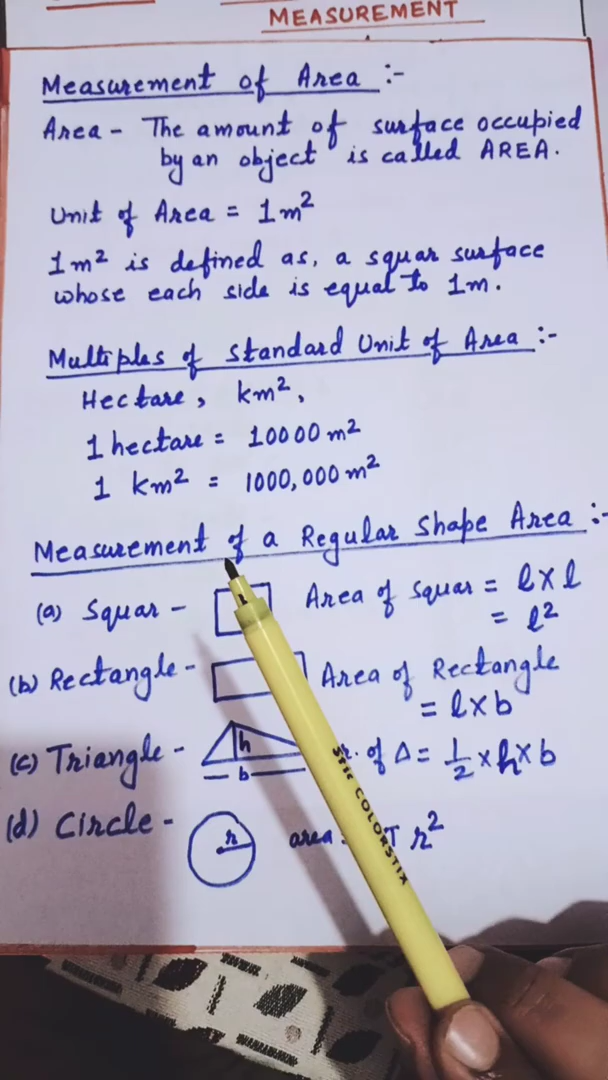 MEASUREMENT
Measurement of Area :-
Area - The amount of surface occupied
by an object is called AREA.
Unit of Area = 1m²
1m² is defined as, a squar surface
whose each side is equal to 1m.
Multiples of Standard Unit of Area :-
Hectare, km²,
1 hectare = 10000 m²
1 km² = 1000,000 m²
Measurement of a Regular Shape Area :-
(a) Squar - Area of squar = l×l
= l²
(b) Rectangle - Area of Rectangle
= l×b
(c) Triangle - h b of Δ = 1/2 ×h×b
(d) Circle - r area r²
STIC COLORSTIX